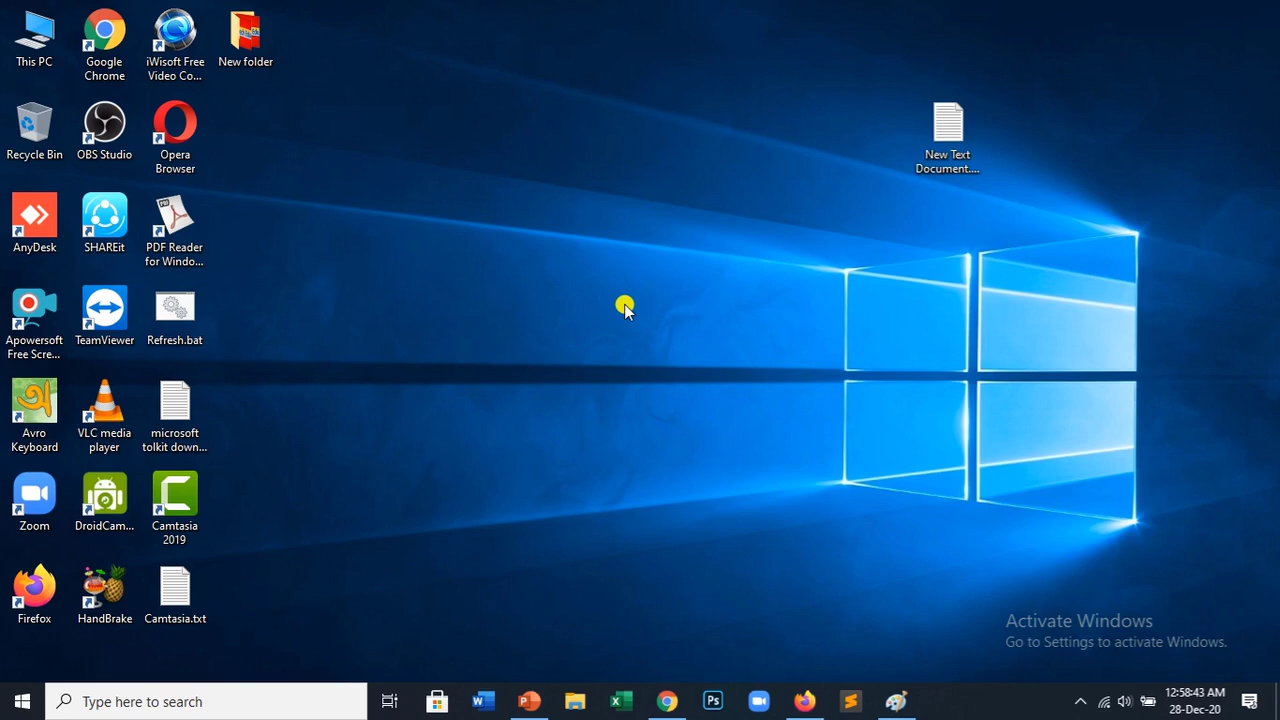 This PC
Google
Chrome
iWisoft Free
Video Co...
New folder
Recycle Bin
OBS Studio
Opera
Browser
New Text
Document....
AnyDesk
SHAREit
PDF Reader
for Windo...
Apowersoft
Free Scre...
TeamViewer
Refresh.bat
Avro
Keyboard
VLC media
player
microsoft
tolkit down...
Zoom
DroidCam...
Camtasia
2019
Firefox
HandBrake
Camtasia.txt
Activate Windows
Go to Settings to activate Windows.
Type here to search
12:58:43 AM
28-Dec-20